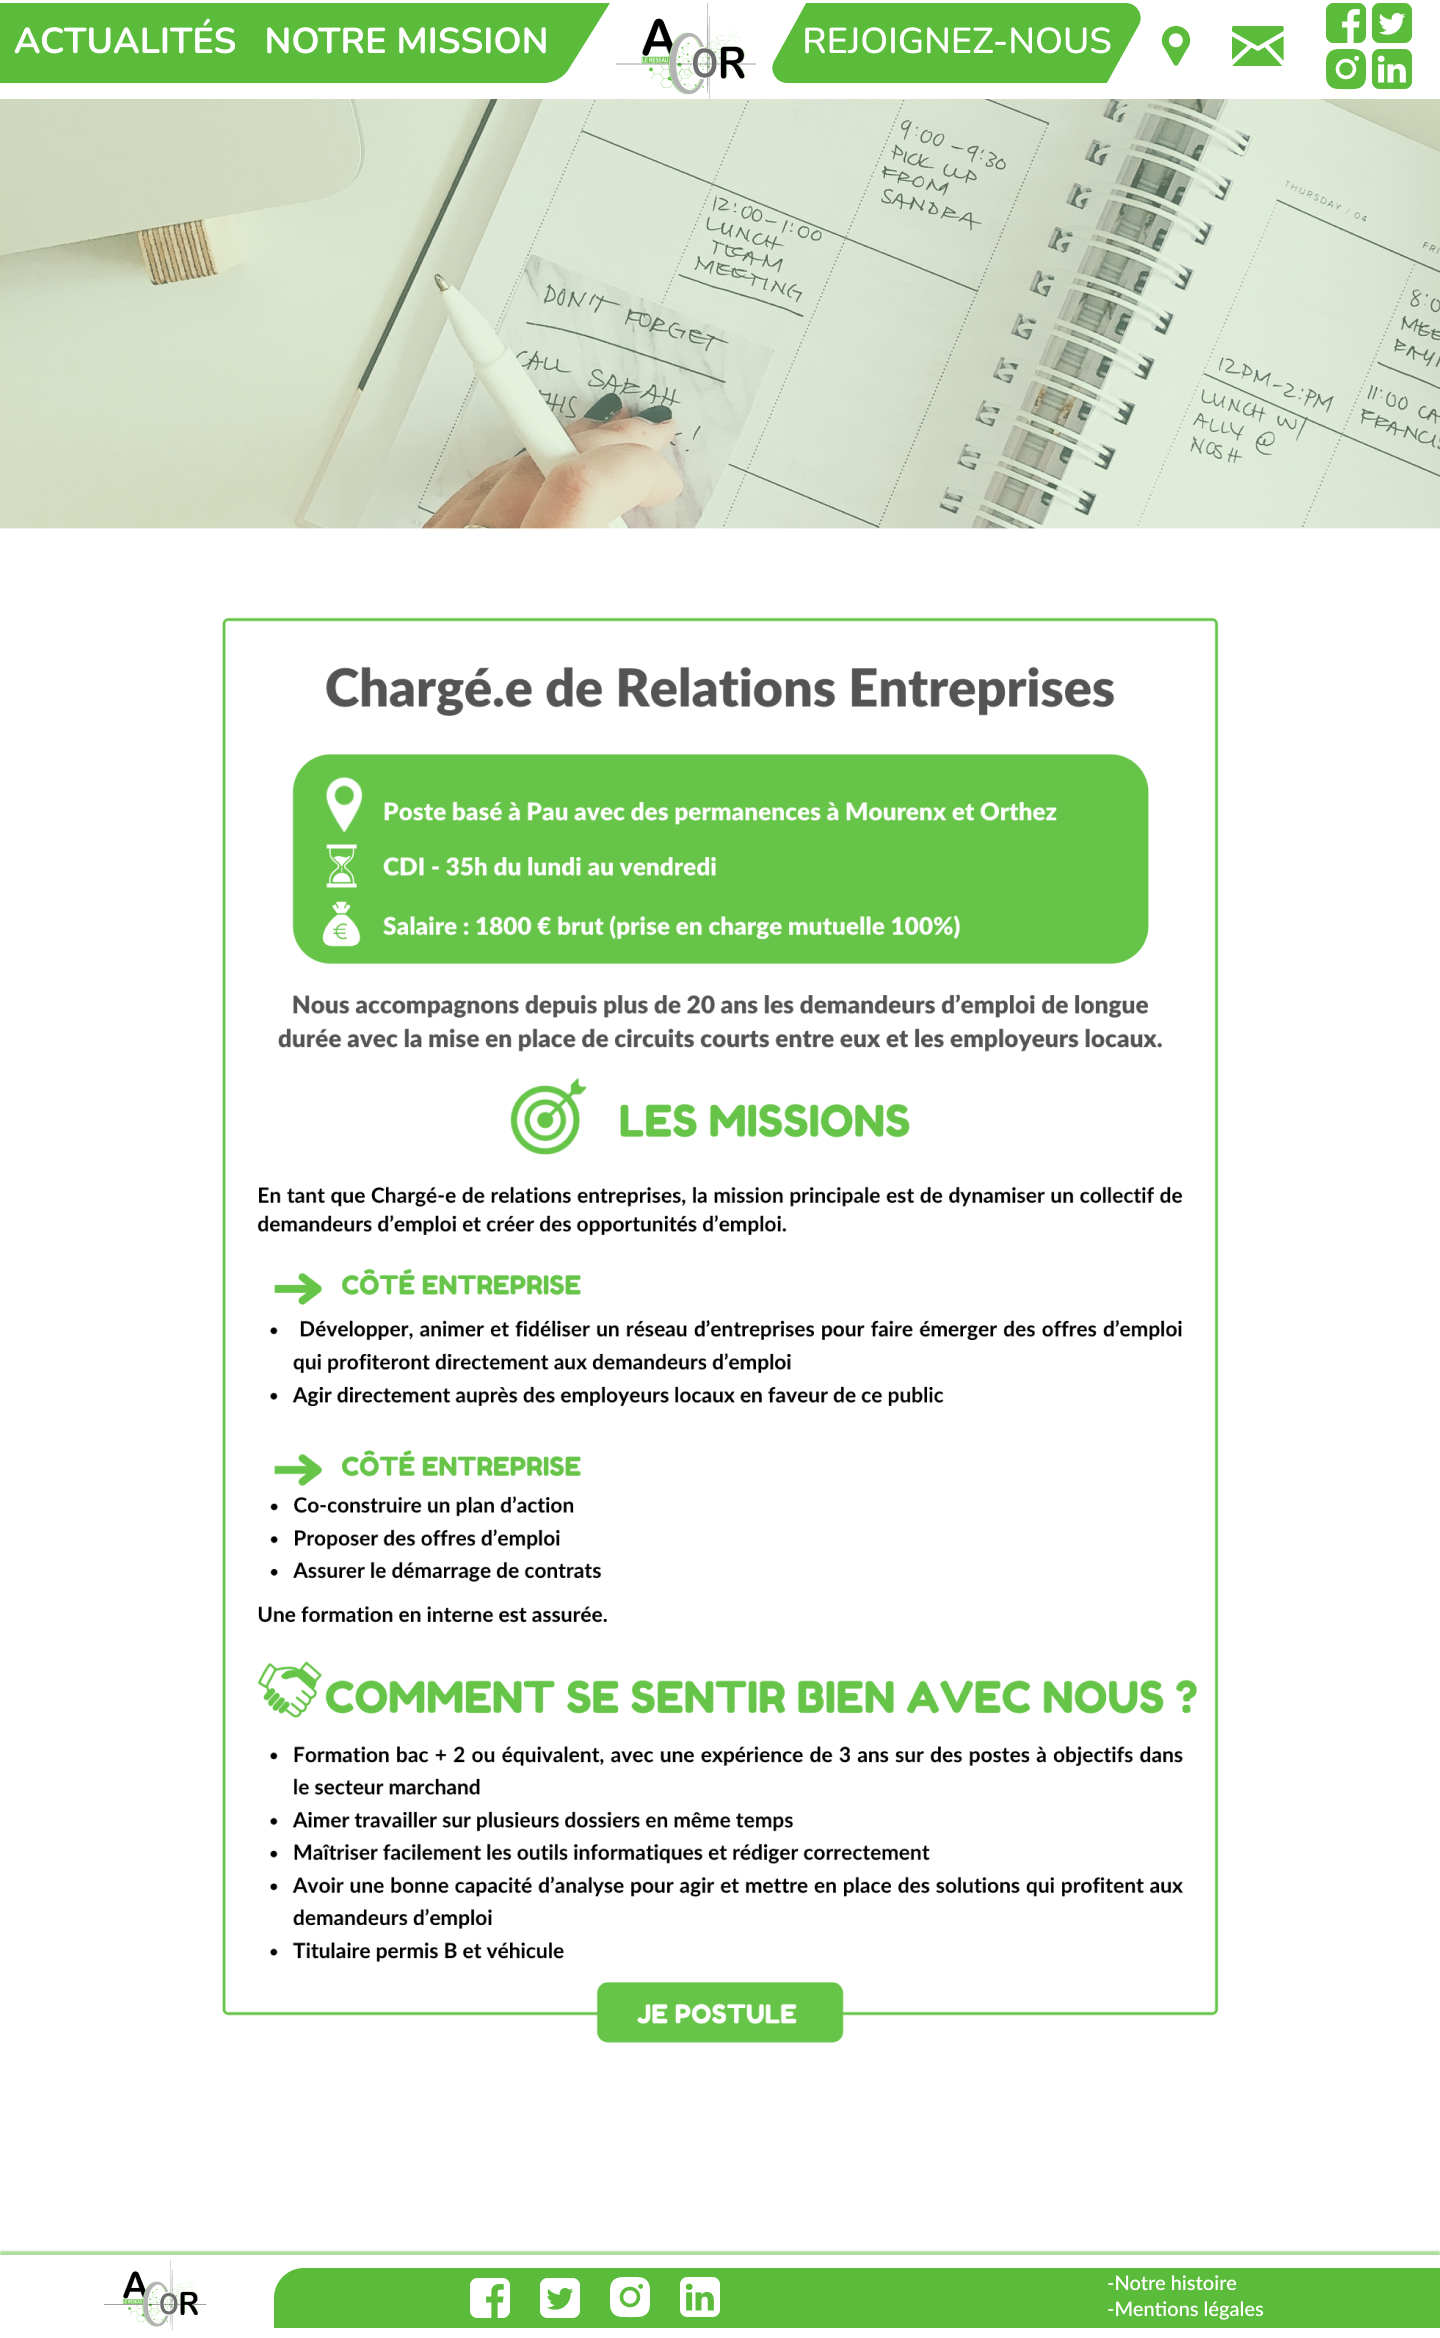 ACTUALITÉS NOTRE MISSION
ACOR
LE RÉSEAU
REJOIGNEZ-NOUS
9:00-9:30
PICK UP
FROM
SANDRA
12:00-1:00
LUNCH
TEAM
MEETING
DON'T FORGET
CALL SARAH
THIS
!
THURSDAY / 04
FRI
8:0
MEE
PAYM
12PM-2:PM
LUNCH W/
ALLY @
NOSH
11:00 CA
FRANCIS
Chargé.e de Relations Entreprises
Poste basé à Pau avec des permanences à Mourenx et Orthez
CDI - 35h du lundi au vendredi
€ Salaire : 1800 € brut (prise en charge mutuelle 100%)
Nous accompagnons depuis plus de 20 ans les demandeurs d’emploi de longue
durée avec la mise en place de circuits courts entre eux et les employeurs locaux.
LES MISSIONS
En tant que Chargé-e de relations entreprises, la mission principale est de dynamiser un collectif de
demandeurs d’emploi et créer des opportunités d’emploi.
CÔTÉ ENTREPRISE
• Développer, animer et fidéliser un réseau d’entreprises pour faire émerger des offres d’emploi
qui profiteront directement aux demandeurs d’emploi
• Agir directement auprès des employeurs locaux en faveur de ce public
CÔTÉ ENTREPRISE
• Co-construire un plan d’action
• Proposer des offres d’emploi
• Assurer le démarrage de contrats
Une formation en interne est assurée.
COMMENT SE SENTIR BIEN AVEC NOUS ?
• Formation bac + 2 ou équivalent, avec une expérience de 3 ans sur des postes à objectifs dans
le secteur marchand
• Aimer travailler sur plusieurs dossiers en même temps
• Maîtriser facilement les outils informatiques et rédiger correctement
• Avoir une bonne capacité d’analyse pour agir et mettre en place des solutions qui profitent aux
demandeurs d’emploi
• Titulaire permis B et véhicule
JE POSTULE
ACOR
-Notre histoire
-Mentions légales